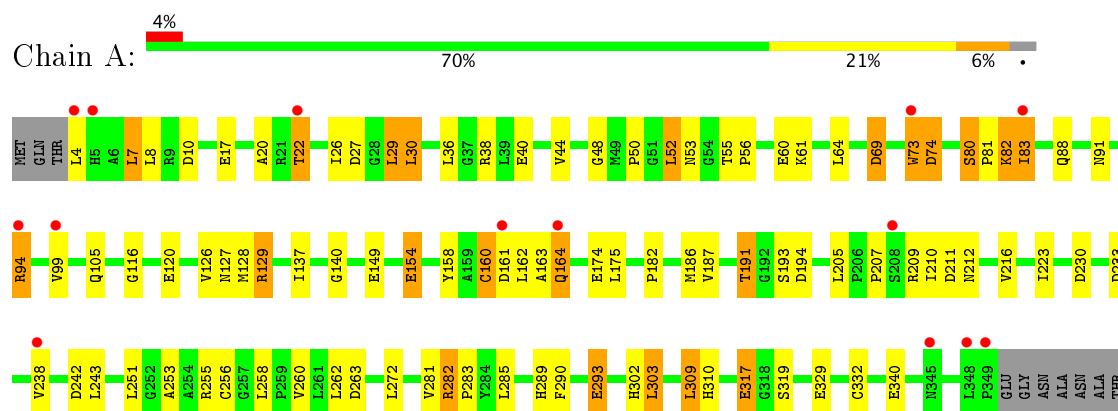 4%
Chain A:
70% 21% 6% •
MET GLN THR L4 H5 A6 L7 L8 R9 D10 E17 A20 R21 T22 I26 D27 G28 L29 L30 L36 G37 R38 L39 E40 V44 G48 M49 P50 G51 L52 N53 G54 T55 P56 E60 K61 L64 D69 W73 D74 S80 P81 K82 I83 Q88 N91
R94 V99 Q105 G116 E120 V126 N127 M128 R129 I137 G140 E149 E154 Y158 A159 C160 D161 L162 A163 Q164 E174 L175 P182 M186 V187 T191 G192 S193 D194 L205 P206 P207 S208 R209 I210 D211 N212 V216 I223 D230
V238 D242 L243 L251 G252 A253 A254 R255 C256 G257 L258 P259 V260 L261 L262 D263 L272 V281 R282 P283 Y284 L285 H289 F290 E293 H302 L303 L309 H310 E317 G318 S319 E329 C332 E340 N345 L348 P349 GLU GLY ASN ALA ASN ALA